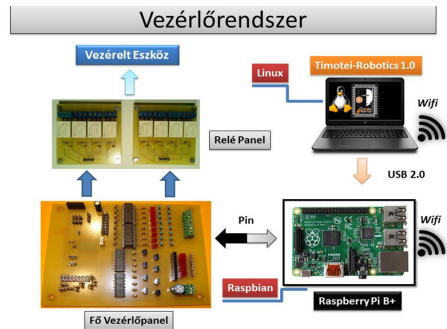 Vezérlőrendszer
Vezérelt Eszköz
Linux
Timotei-Robotics 1.0
Wifi
Relé Panel
USB 2.0
Pin
Wifi
Raspbian
Raspberry Pi B+
Fő Vezérlőpanel